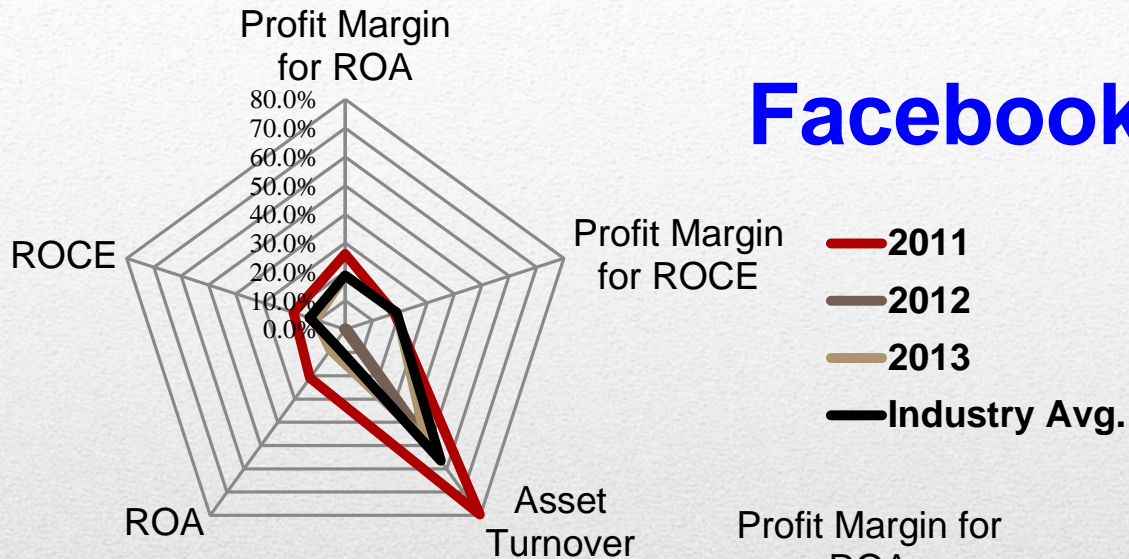 Profit Margin
for ROA
Facebook
80.0%
70.0%
60.0%
50.0%
40.0%
30.0%
20.0%
10.0%
0.0%
Profit Margin
for ROCE
ROCE
2011
2012
2013
Industry Avg.
ROA
Asset
Turnover
Profit Margin for
ROA